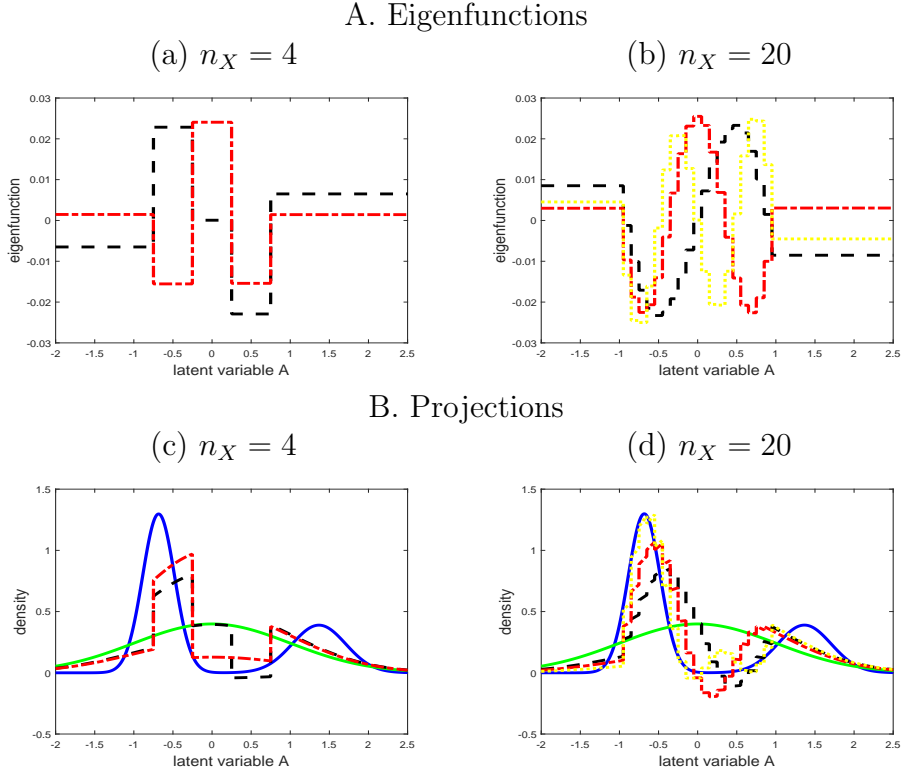 A. Eigenfunctions
(a) n_X = 4
(b) n_X = 20
0.03
0.02
0.01
0
-0.01
-0.02
-0.03
eigenfunction
-2 -1.5 -1 -0.5 0 0.5 1 1.5 2 2.5
latent variable A
0.03
0.02
0.01
0
-0.01
-0.02
-0.03
eigenfunction
-2 -1.5 -1 -0.5 0 0.5 1 1.5 2 2.5
latent variable A
B. Projections
(c) n_X = 4
(d) n_X = 20
1.5
1
0.5
0
-0.5
density
-2 -1.5 -1 -0.5 0 0.5 1 1.5 2 2.5
latent variable A
1.5
1
0.5
0
-0.5
density
-2 -1.5 -1 -0.5 0 0.5 1 1.5 2 2.5
latent variable A